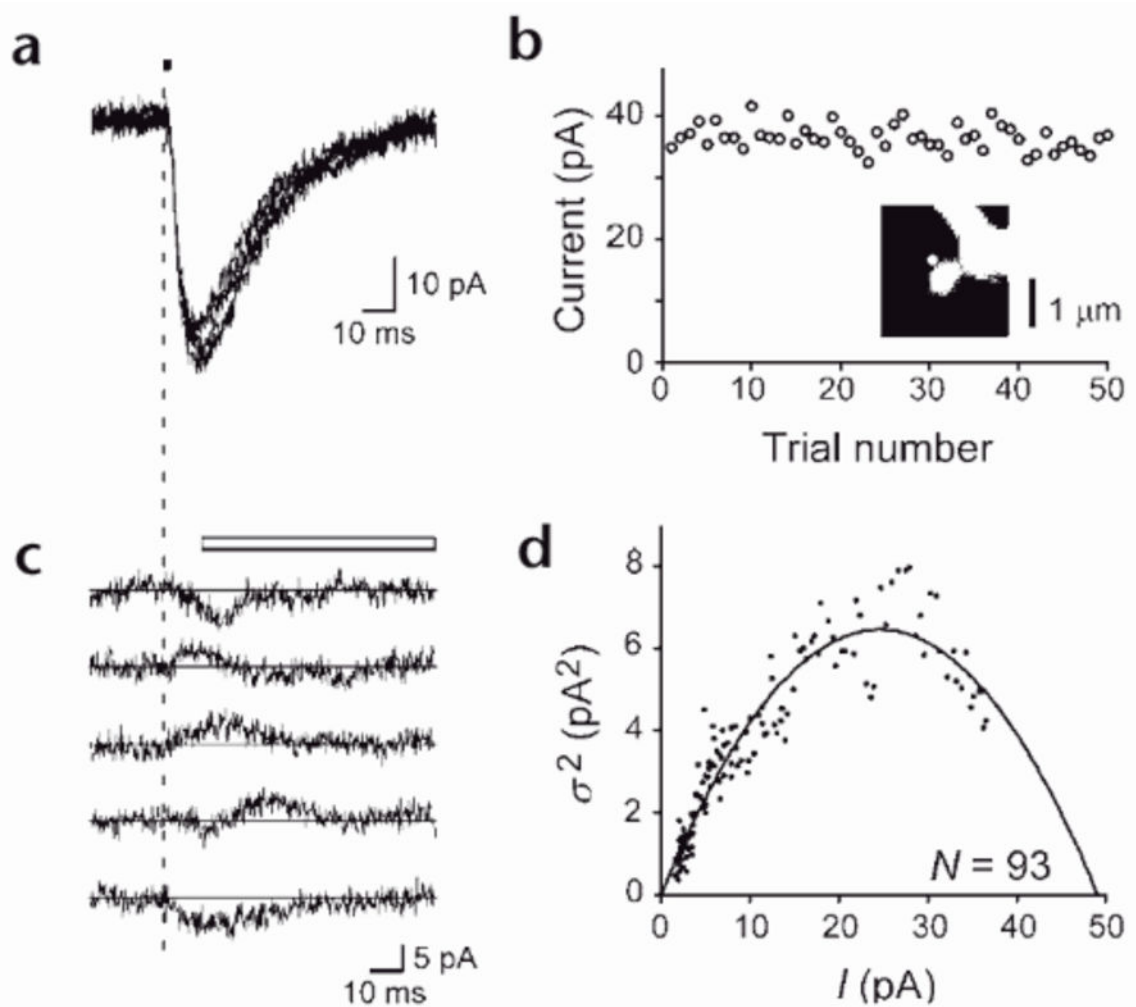 a
10 pA
10 ms
b
Current (pA)
40
20
0
0 10 20 30 40 50
1 μm
Trial number
c
5 pA
10 ms
d
σ² (pA²)
8
6
4
2
0
0 10 20 30 40 50
N = 93
I (pA)